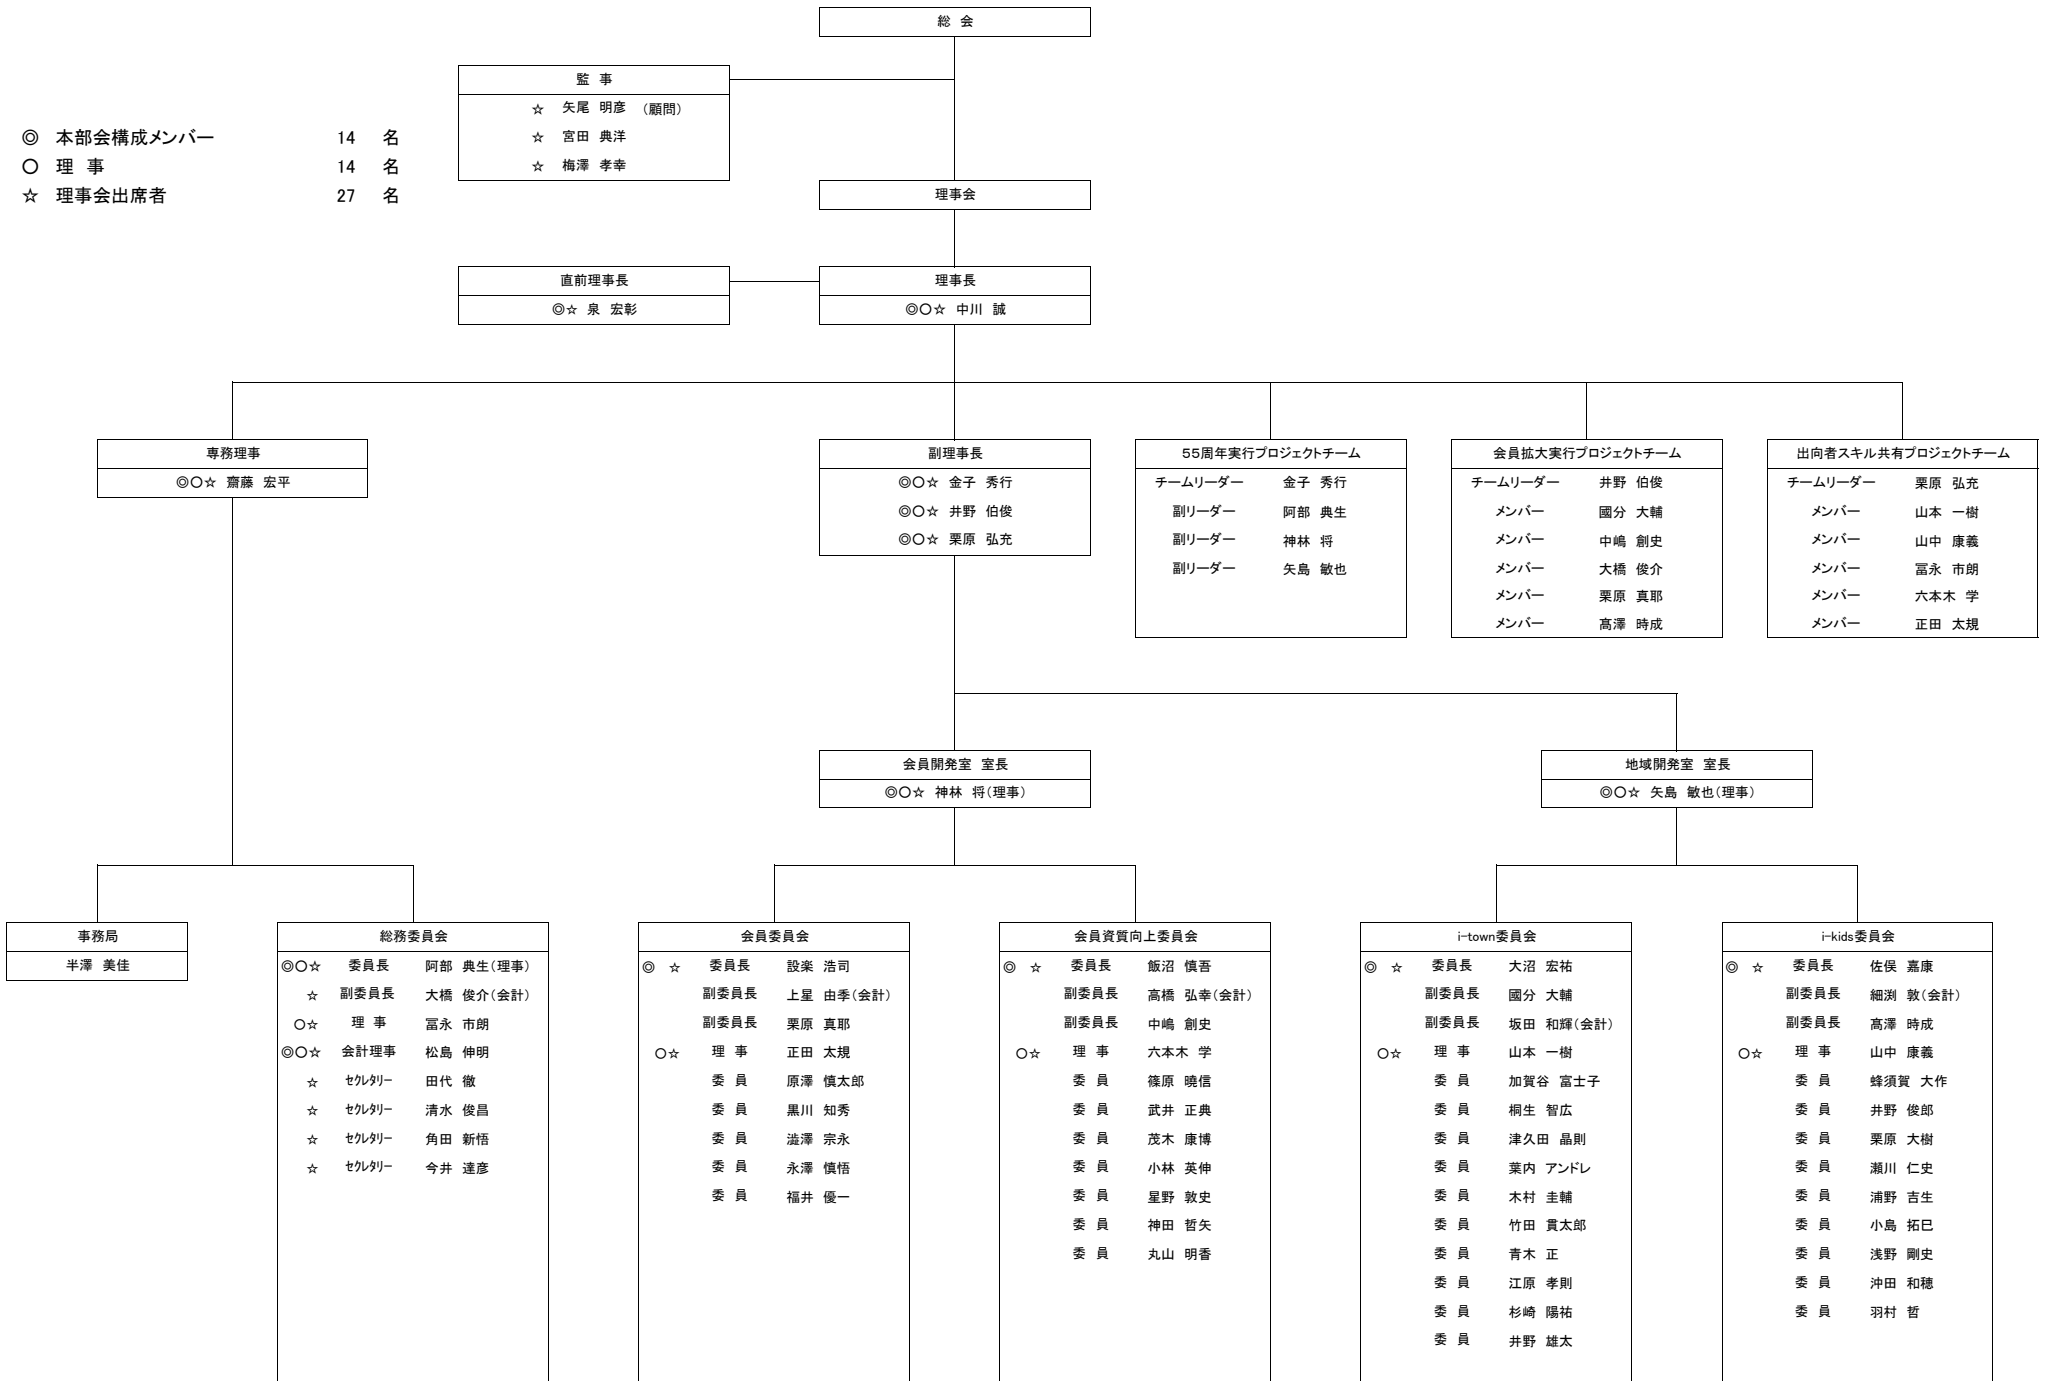 総 会
監 事
☆ 矢尾 明彦 （顧問）
☆ 宮田 典洋
☆ 梅澤 孝幸
◎ 本部会構成メンバー 14 名
○ 理 事 14 名
☆ 理事会出席者 27 名
理事会
直前理事長
◎☆ 泉 宏彰
理事長
◎○☆ 中川 誠
専務理事
◎○☆ 齋藤 宏平
副理事長
◎○☆ 金子 秀行
◎○☆ 井野 伯俊
◎○☆ 栗原 弘充
55周年実行プロジェクトチーム
チームリーダー 金子 秀行
副リーダー 阿部 典生
副リーダー 神林 将
副リーダー 矢島 敏也
会員拡大実行プロジェクトチーム
チームリーダー 井野 伯俊
メンバー 國分 大輔
メンバー 中嶋 創史
メンバー 大橋 俊介
メンバー 栗原 真耶
メンバー 髙澤 時成
出向者スキル共有プロジェクトチーム
チームリーダー 栗原 弘充
メンバー 山本 一樹
メンバー 山中 康義
メンバー 冨永 市朗
メンバー 六本木 学
メンバー 正田 太規
会員開発室 室長
◎○☆ 神林 将（理事）
地域開発室 室長
◎○☆ 矢島 敏也（理事）
事務局
半澤 美佳
総務委員会
◎○☆ 委員長 阿部 典生（理事）
☆ 副委員長 大橋 俊介（会計）
○☆ 理 事 冨永 市朗
◎○☆ 会計理事 松島 伸明
☆ ｾｸﾚﾀﾘｰ 田代 徹
☆ ｾｸﾚﾀﾘｰ 清水 俊昌
☆ ｾｸﾚﾀﾘｰ 角田 新悟
☆ ｾｸﾚﾀﾘｰ 今井 達彦
会員委員会
◎ ☆ 委員長 設楽 浩司
副委員長 上星 由季（会計）
副委員長 栗原 真耶
○☆ 理 事 正田 太規
委 員 原澤 慎太郎
委 員 黒川 知秀
委 員 澁澤 宗永
委 員 永澤 慎悟
委 員 福井 優一
会員資質向上委員会
◎ ☆ 委員長 飯沼 慎吾
副委員長 高橋 弘幸（会計）
副委員長 中嶋 創史
○☆ 理 事 六本木 学
委 員 篠原 曉信
委 員 武井 正典
委 員 茂木 康博
委 員 小林 英伸
委 員 星野 敦史
委 員 神田 哲矢
委 員 丸山 明香
i-town委員会
◎ ☆ 委員長 大沼 宏祐
副委員長 國分 大輔
副委員長 坂田 和輝（会計）
○☆ 理 事 山本 一樹
委 員 加賀谷 富士子
委 員 桐生 智広
委 員 津久田 晶則
委 員 葉内 アンドレ
委 員 木村 圭輔
委 員 竹田 貫太郎
委 員 青木 正
委 員 江原 孝則
委 員 杉崎 陽祐
委 員 井野 雄太
i-kids委員会
◎ ☆ 委員長 佐俣 嘉康
副委員長 細渕 敦（会計）
副委員長 髙澤 時成
○☆ 理 事 山中 康義
委 員 蜂須賀 大作
委 員 井野 俊郎
委 員 栗原 大樹
委 員 瀬川 仁史
委 員 浦野 吉生
委 員 小島 拓巳
委 員 浅野 剛史
委 員 沖田 和穂
委 員 羽村 哲